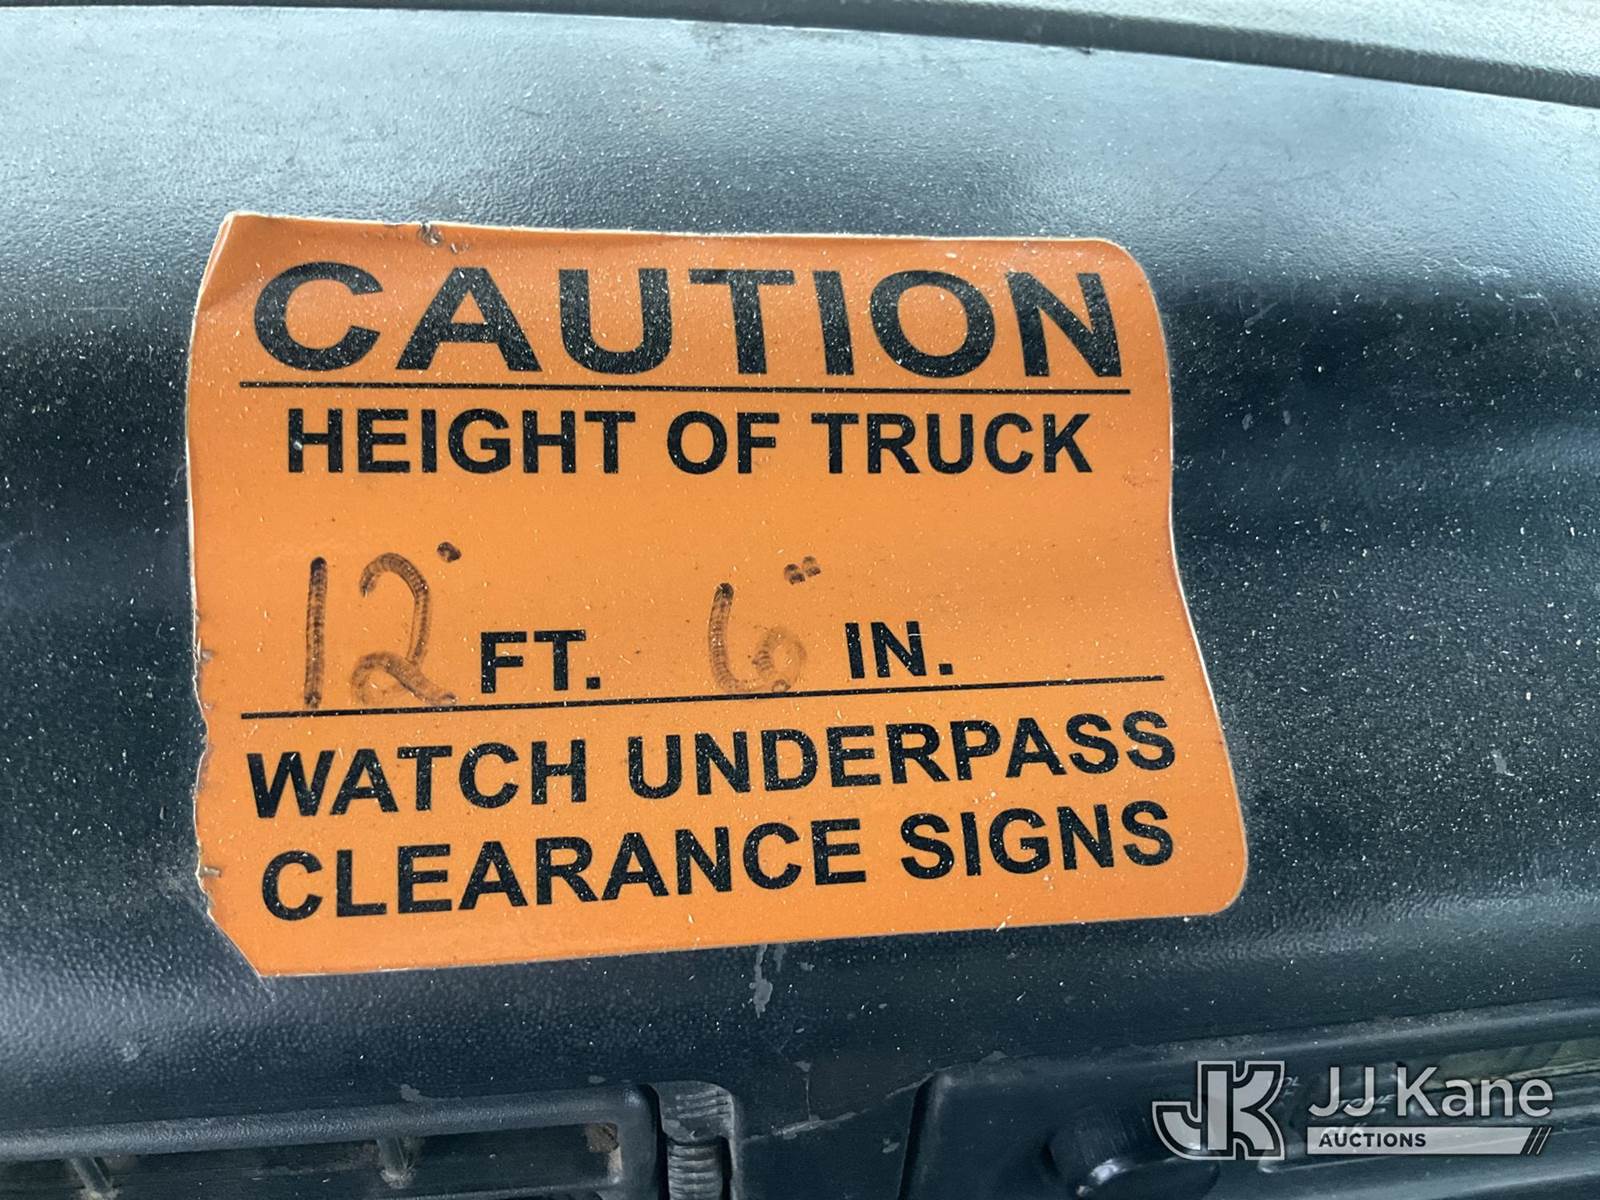 CAUTION
HEIGHT OF TRUCK
12' FT. 6" IN.
WATCH UNDERPASS
CLEARANCE SIGNS
JJ Kane
AUCTIONS